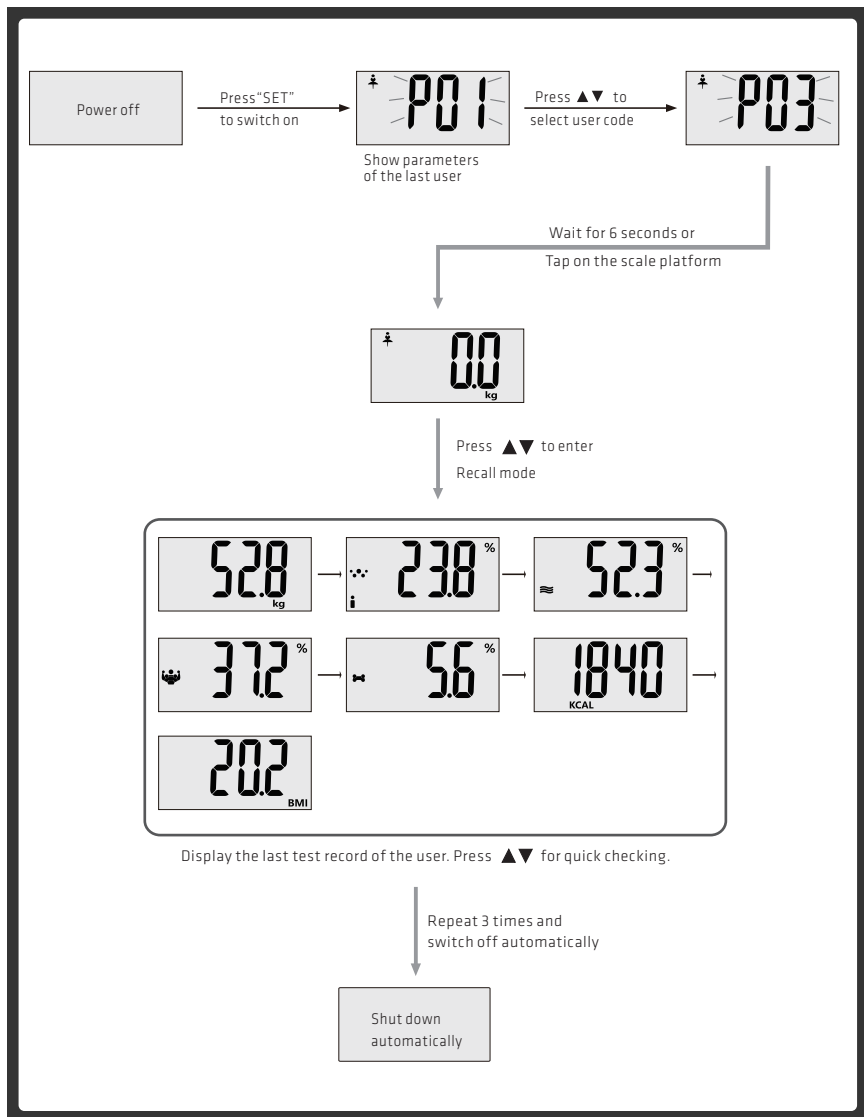 Power off
Press“SET”
to switch on
P01
Show parameters
of the last user
Press ▲▼ to
select user code
P03
Wait for 6 seconds or
Tap on the scale platform
0.0
kg
Press ▲▼ to enter
Recall mode
52.8
kg
23.8 %
52.3 %
37.2 %
5.6 %
1840
KCAL
20.2
BMI
Display the last test record of the user. Press ▲▼ for quick checking.
Repeat 3 times and
switch off automatically
Shut down
automatically